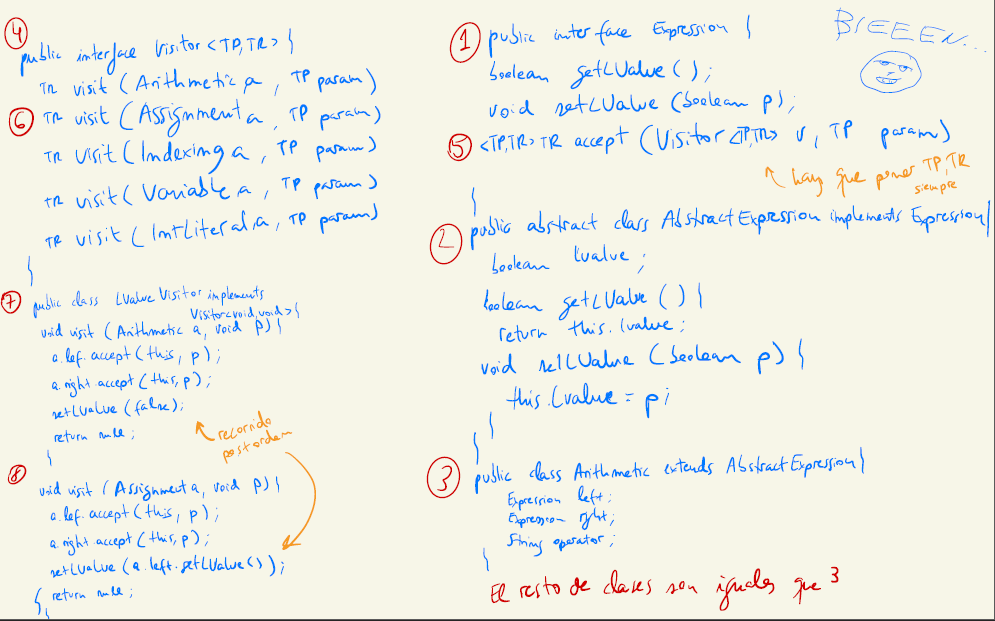 ④
public interface Visitor <TP,TR> {
TR visit (Arithmetic a, TP param)
⑥ TR visit (Assignment a, TP param)
TR visit (Indexing a, TP param)
TR visit (Variable a, TP param)
TR visit (IntLiteral a, TP param)
}
⑦ public class LValueVisitor implements
Visitor<void,void>{
void visit (Arithmetic a, void p) {
a.lef.accept (this, p);
a.right.accept (this, p);
setLValue (false);
return null;
}
recorrido
postorden
⑧
void visit (Assignment a, void p) {
a.lef.accept (this, p);
a.right.accept (this, p);
setLValue (a.left.getLValue());
return null;
}
}
① public interface Expression {
boolean getLValue ();
void setLValue (boolean p);
⑤ <TP,TR> TR accept (Visitor <TP,TR> v, TP param)
hay que poner TP,TR
siempre
}
② public abstract class AbstractExpression implements Expression{
boolean lvalue;
boolean getLValue () {
return this.lvalue;
void setLValue (boolean p) {
this.lvalue = p;
}
}
③ public class Arithmetic extends AbstractExpression{
Expression left;
Expression right;
String operator;
}
El resto de clases son iguales que 3
BIEEEN...